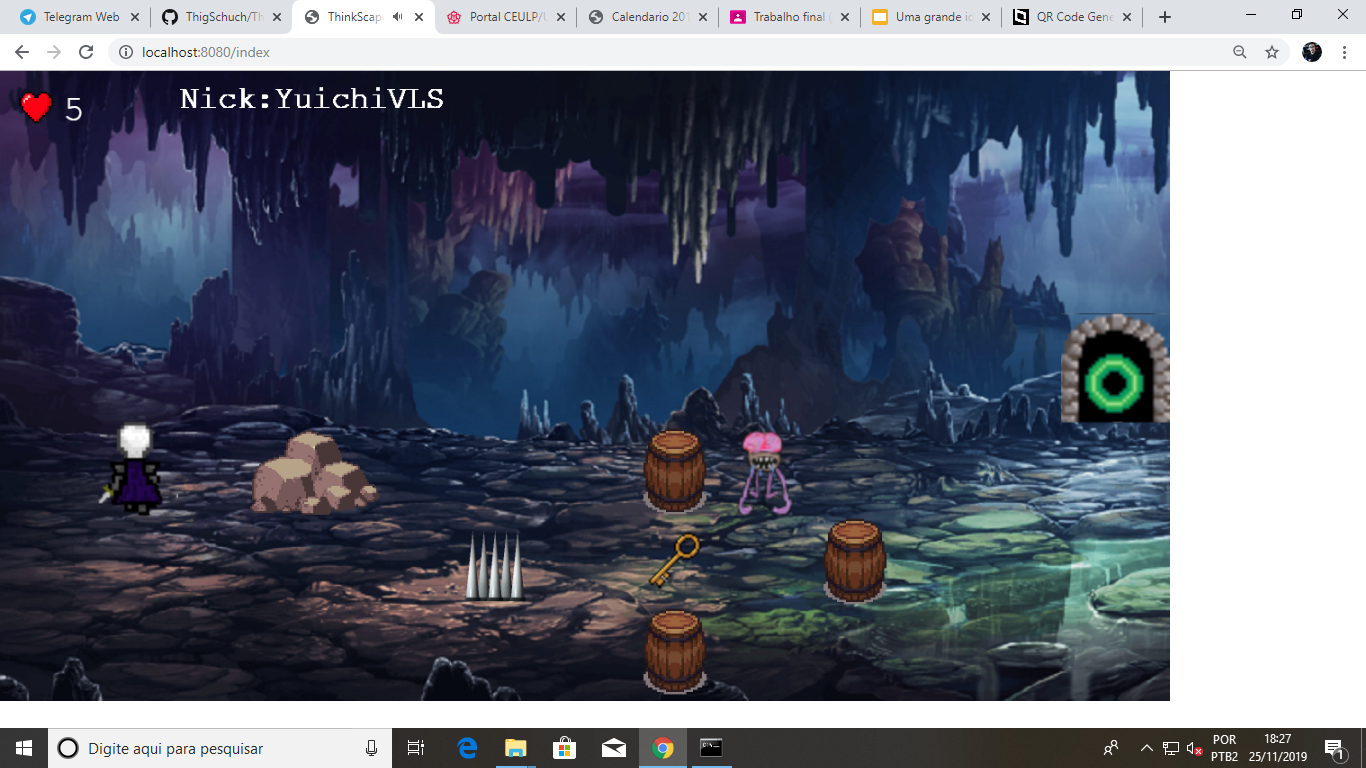 Telegram Web
ThigSchuch/Th
ThinkScap
Portal CEULP/U
Calendario 201
Trabalho final (
Uma grande id
QR Code Gene
localhost:8080/index
5
Nick:YuichiVLS
Digite aqui para pesquisar
POR
PTB2
18:27
25/11/2019
1